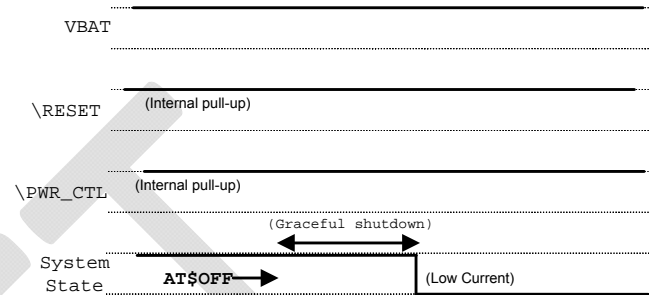 VBAT
\RESET
(Internal pull-up)
\PWR_CTL
(Internal pull-up)
(Graceful shutdown)
System
State
AT$OFF
(Low Current)